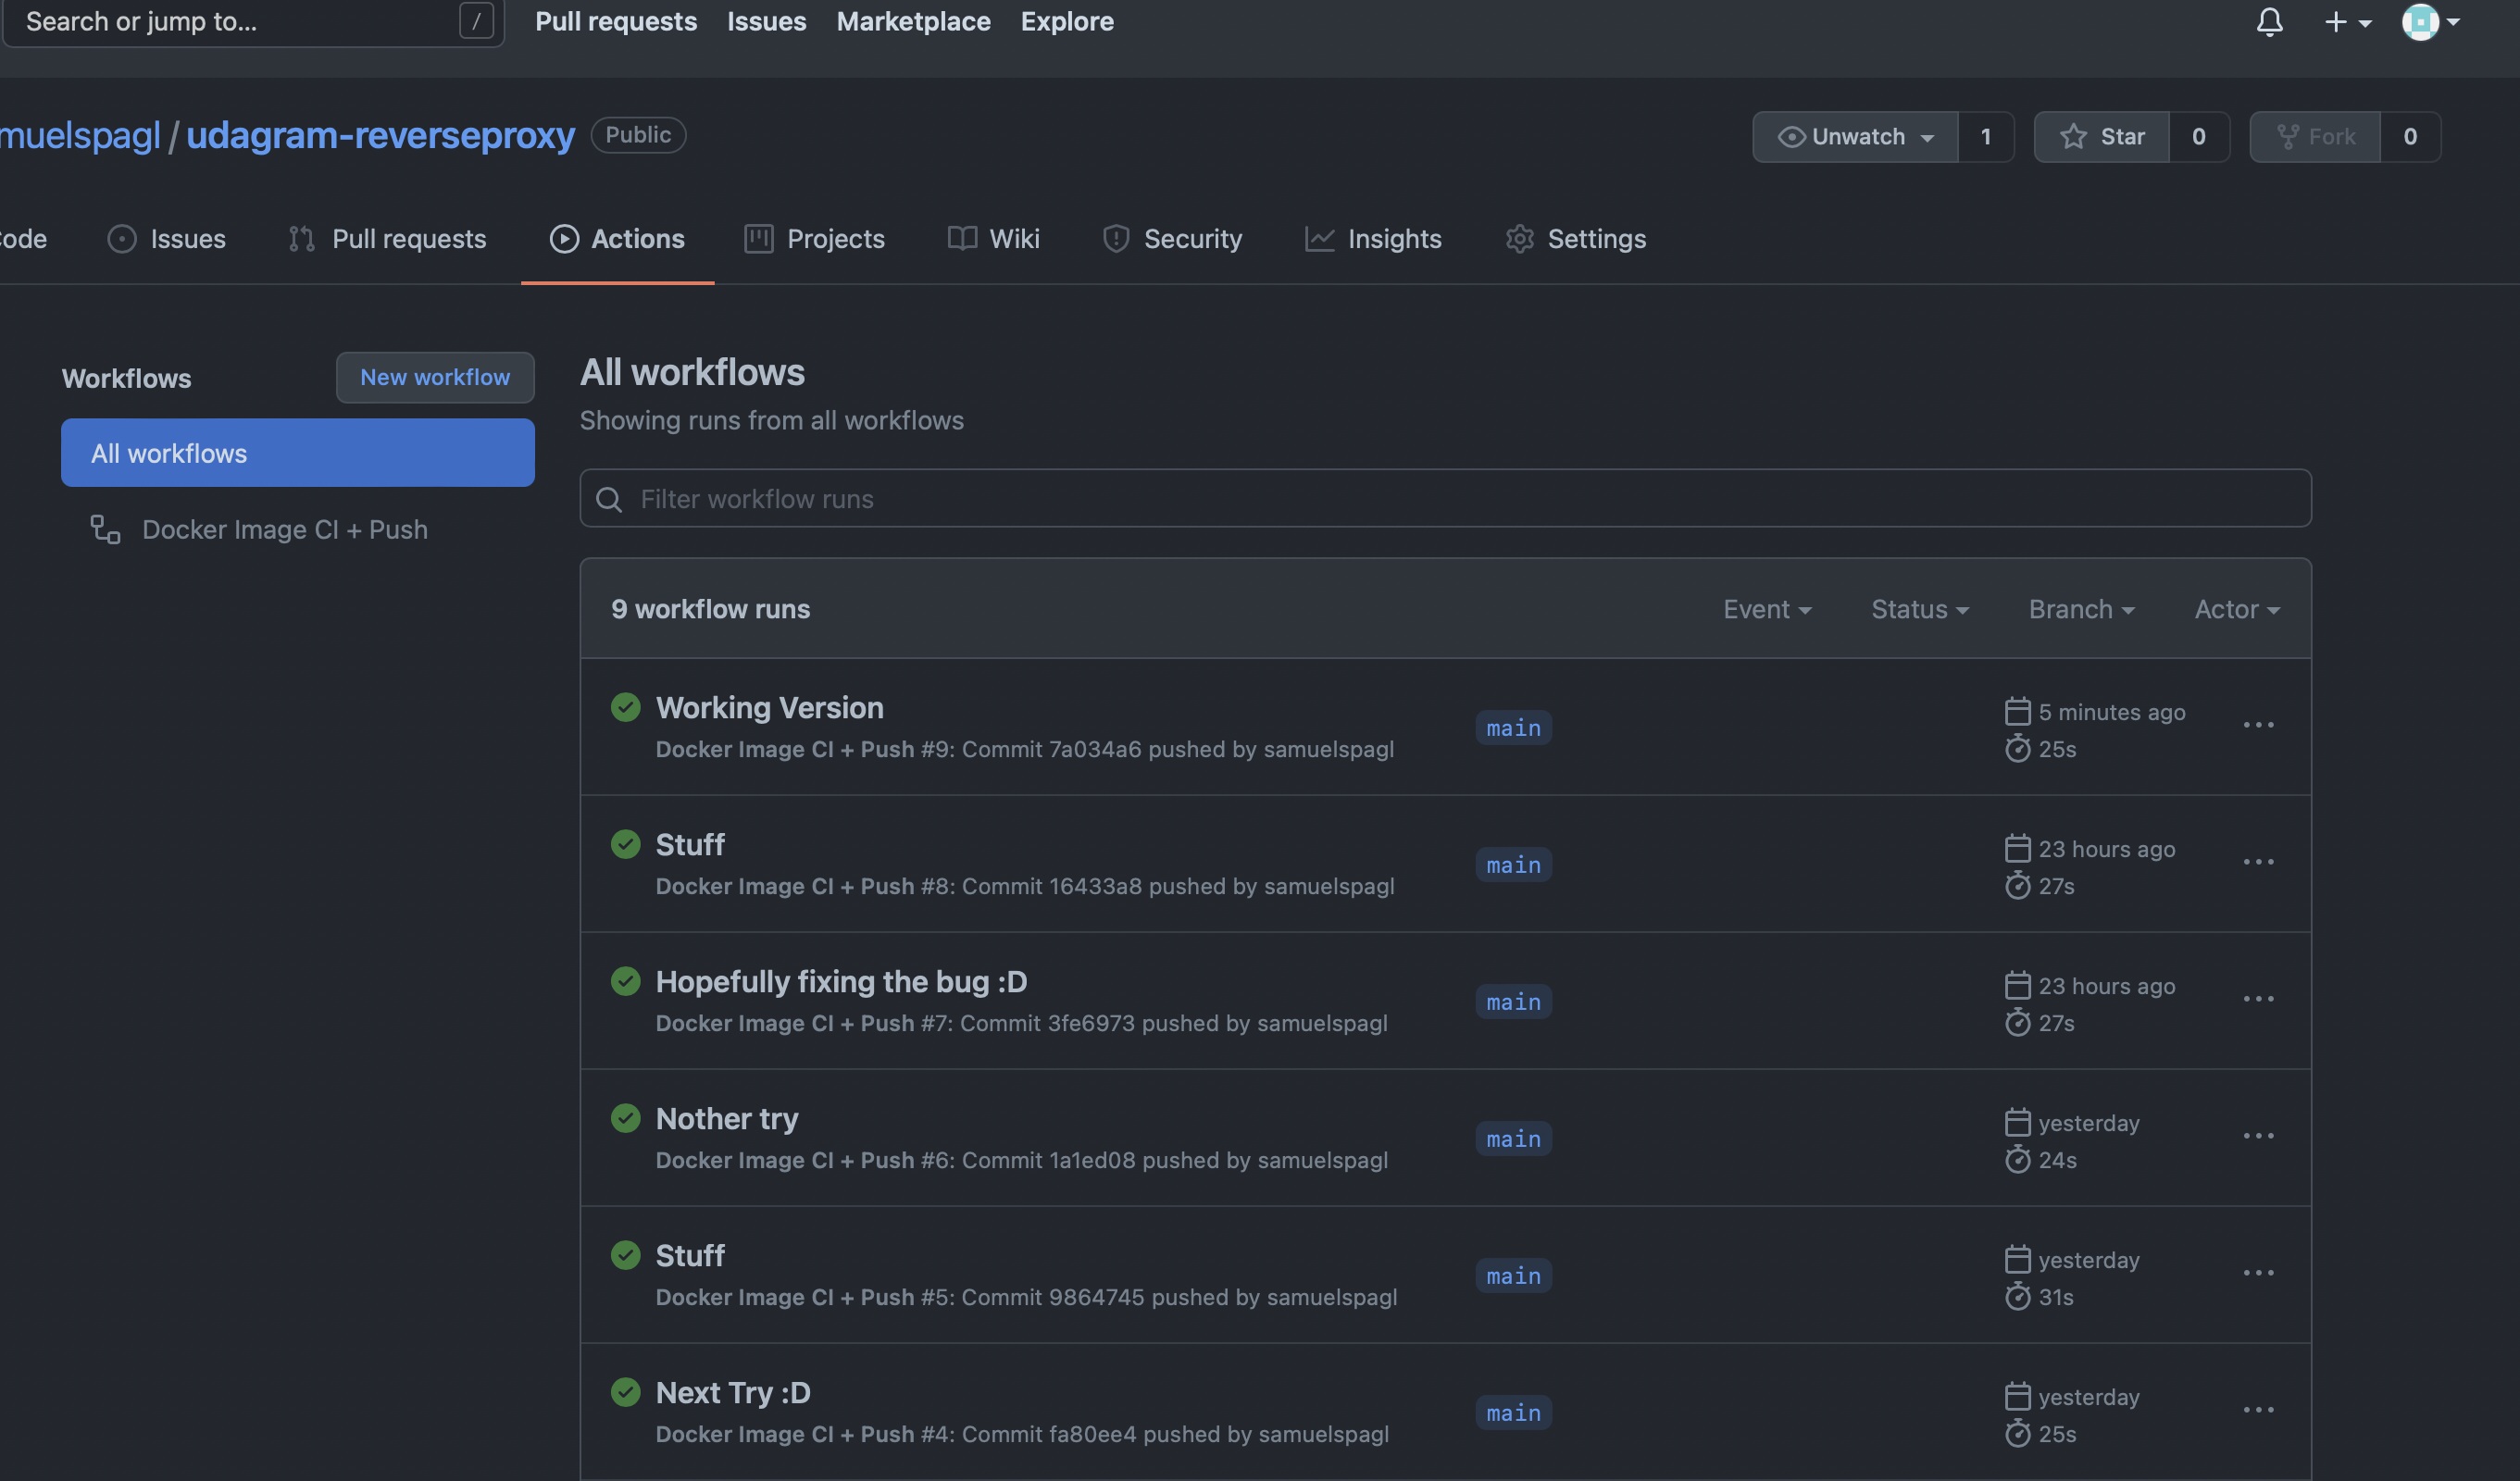 Search or jump to... /
Pull requests Issues Marketplace Explore
muelspagl / udagram-reverseproxy Public
Unwatch 1 Star 0 Fork 0
Code Issues Pull requests Actions Projects Wiki Security Insights Settings
Workflows
New workflow
All workflows
Docker Image CI + Push
All workflows
Showing runs from all workflows
Filter workflow runs
9 workflow runs
Event Status Branch Actor
Working Version
Docker Image CI + Push #9: Commit 7a034a6 pushed by samuelspagl
main
5 minutes ago
25s
Stuff
Docker Image CI + Push #8: Commit 16433a8 pushed by samuelspagl
main
23 hours ago
27s
Hopefully fixing the bug :D
Docker Image CI + Push #7: Commit 3fe6973 pushed by samuelspagl
main
23 hours ago
27s
Nother try
Docker Image CI + Push #6: Commit 1a1ed08 pushed by samuelspagl
main
yesterday
24s
Stuff
Docker Image CI + Push #5: Commit 9864745 pushed by samuelspagl
main
yesterday
31s
Next Try :D
Docker Image CI + Push #4: Commit fa80ee4 pushed by samuelspagl
main
yesterday
25s